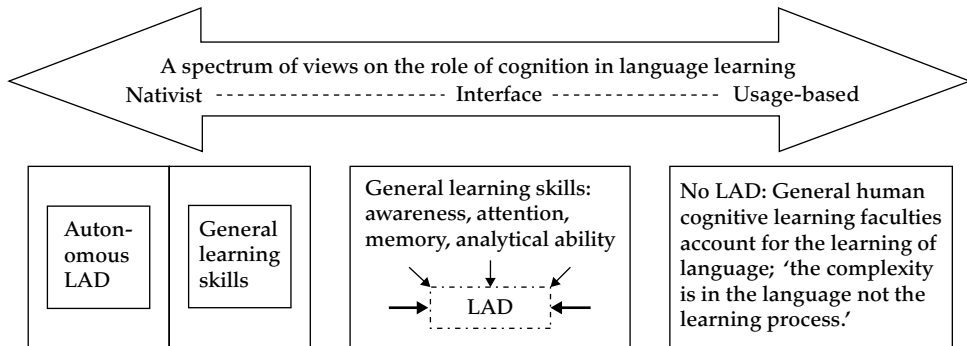 A spectrum of views on the role of cognition in language learning
Nativist ---------------------- Interface ------------------- Usage-based
Auton-
omous
LAD
General
learning
skills
General learning skills:
awareness, attention,
memory, analytical ability
LAD
No LAD: General human
cognitive learning faculties
account for the learning of
language; ‘the complexity
is in the language not the
learning process.’